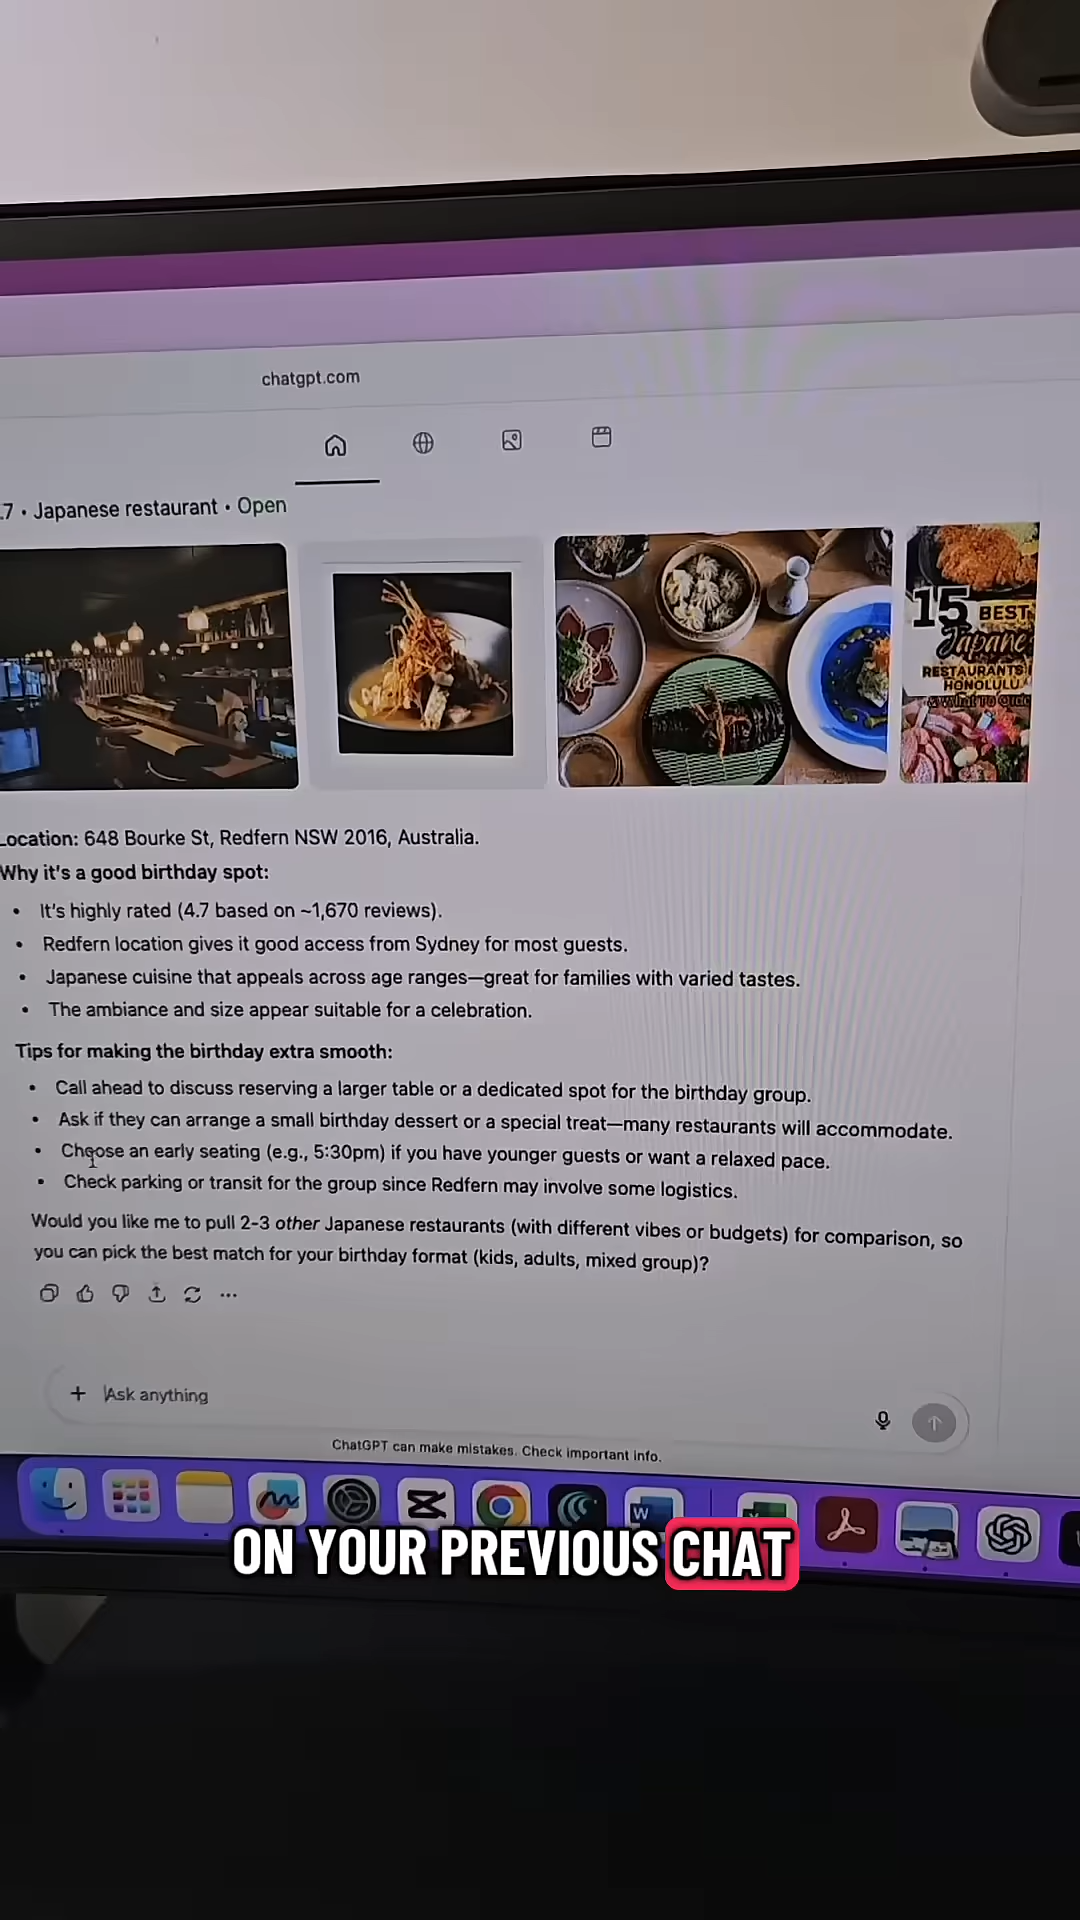 chatgpt.com
.7 • Japanese restaurant • Open
15 BEST
Japane
RESTAURANTS
HONOLULU
Location: 648 Bourke St, Redfern NSW 2016, Australia.
Why it's a good birthday spot:
• It's highly rated (4.7 based on ~1,670 reviews).
• Redfern location gives it good access from Sydney for most guests.
• Japanese cuisine that appeals across age ranges—great for families with varied tastes.
• The ambiance and size appear suitable for a celebration.
Tips for making the birthday extra smooth:
• Call ahead to discuss reserving a larger table or a dedicated spot for the birthday group.
• Ask if they can arrange a small birthday dessert or a special treat—many restaurants will accommodate.
• Choose an early seating (e.g., 5:30pm) if you have younger guests or want a relaxed pace.
• Check parking or transit for the group since Redfern may involve some logistics.
Would you like me to pull 2-3 other Japanese restaurants (with different vibes or budgets) for comparison, so
you can pick the best match for your birthday format (kids, adults, mixed group)?
+ Ask anything
ChatGPT can make mistakes. Check important info.
W
ON YOUR PREVIOUS CHAT